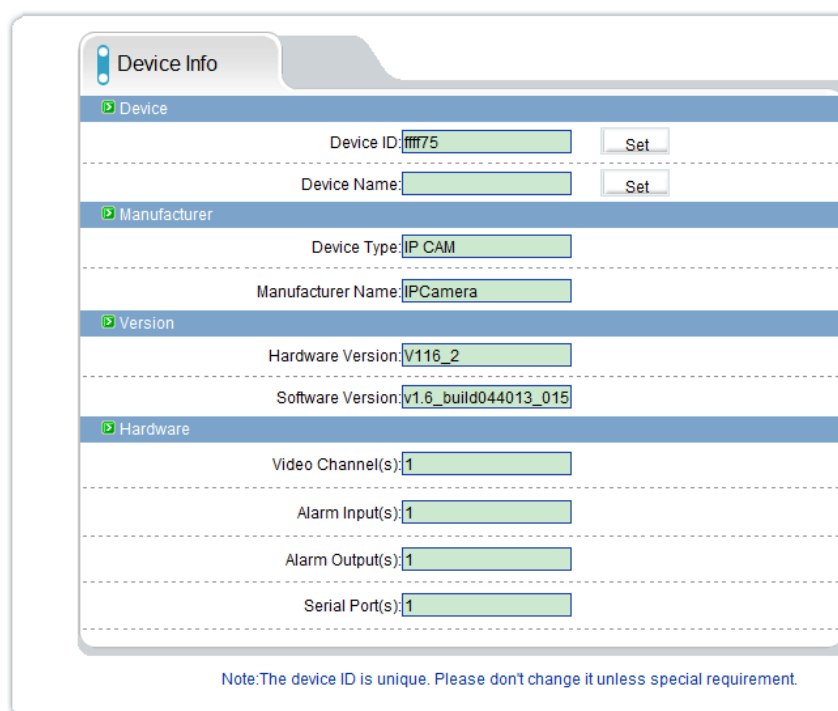 Device Info
Device
Device ID: ffff75 Set
Device Name: Set
Manufacturer
Device Type: IP CAM
Manufacturer Name: IPCamera
Version
Hardware Version: V116_2
Software Version: v1.6_build044013_015
Hardware
Video Channel(s): 1
Alarm Input(s): 1
Alarm Output(s): 1
Serial Port(s): 1
Note:The device ID is unique. Please don't change it unless special requirement.